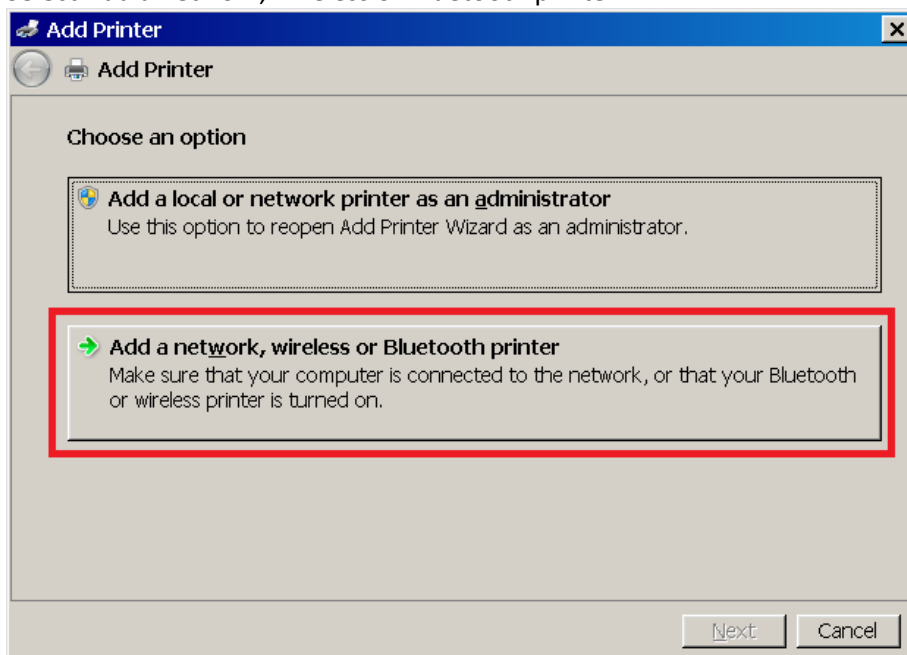 Add Printer
Add Printer
Choose an option
Add a local or network printer as an administrator
Use this option to reopen Add Printer Wizard as an administrator.
Add a network, wireless or Bluetooth printer
Make sure that your computer is connected to the network, or that your Bluetooth
or wireless printer is turned on.
Next
Cancel